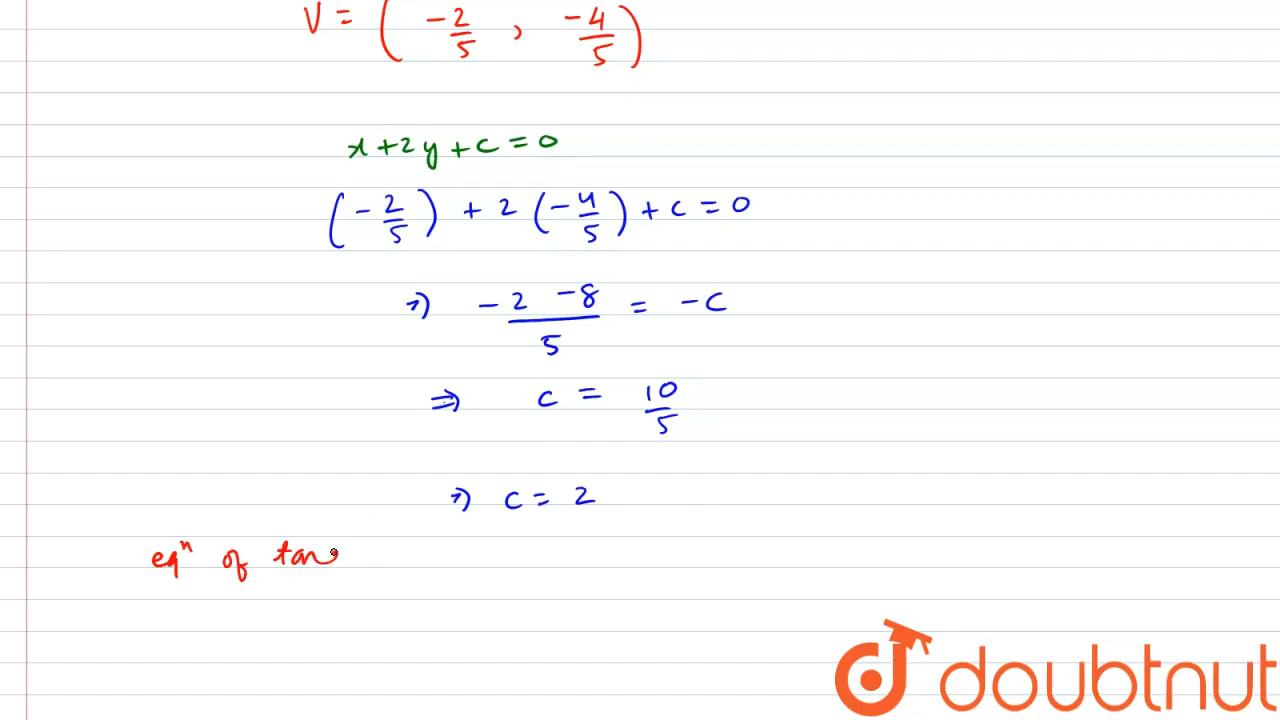 V = (-2/5, -4/5)
x + 2y + c = 0
(-2/5) + 2(-4/5) + c = 0
⇒ (-2 -8)/5 = -c
⇒ c = 10/5
⇒ c = 2
eqⁿ of tan
doubtnut